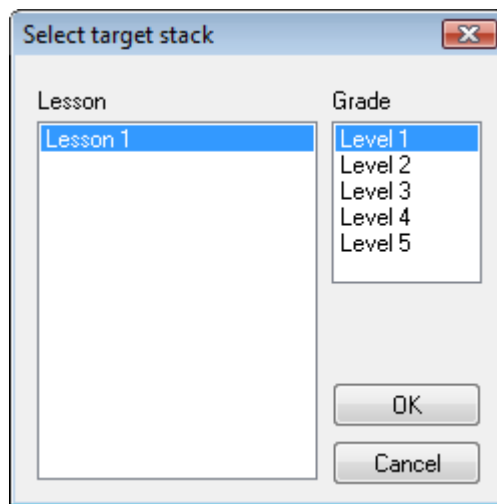 Select target stack
Lesson
Grade
Lesson 1
Level 1
Level 2
Level 3
Level 4
Level 5
OK
Cancel